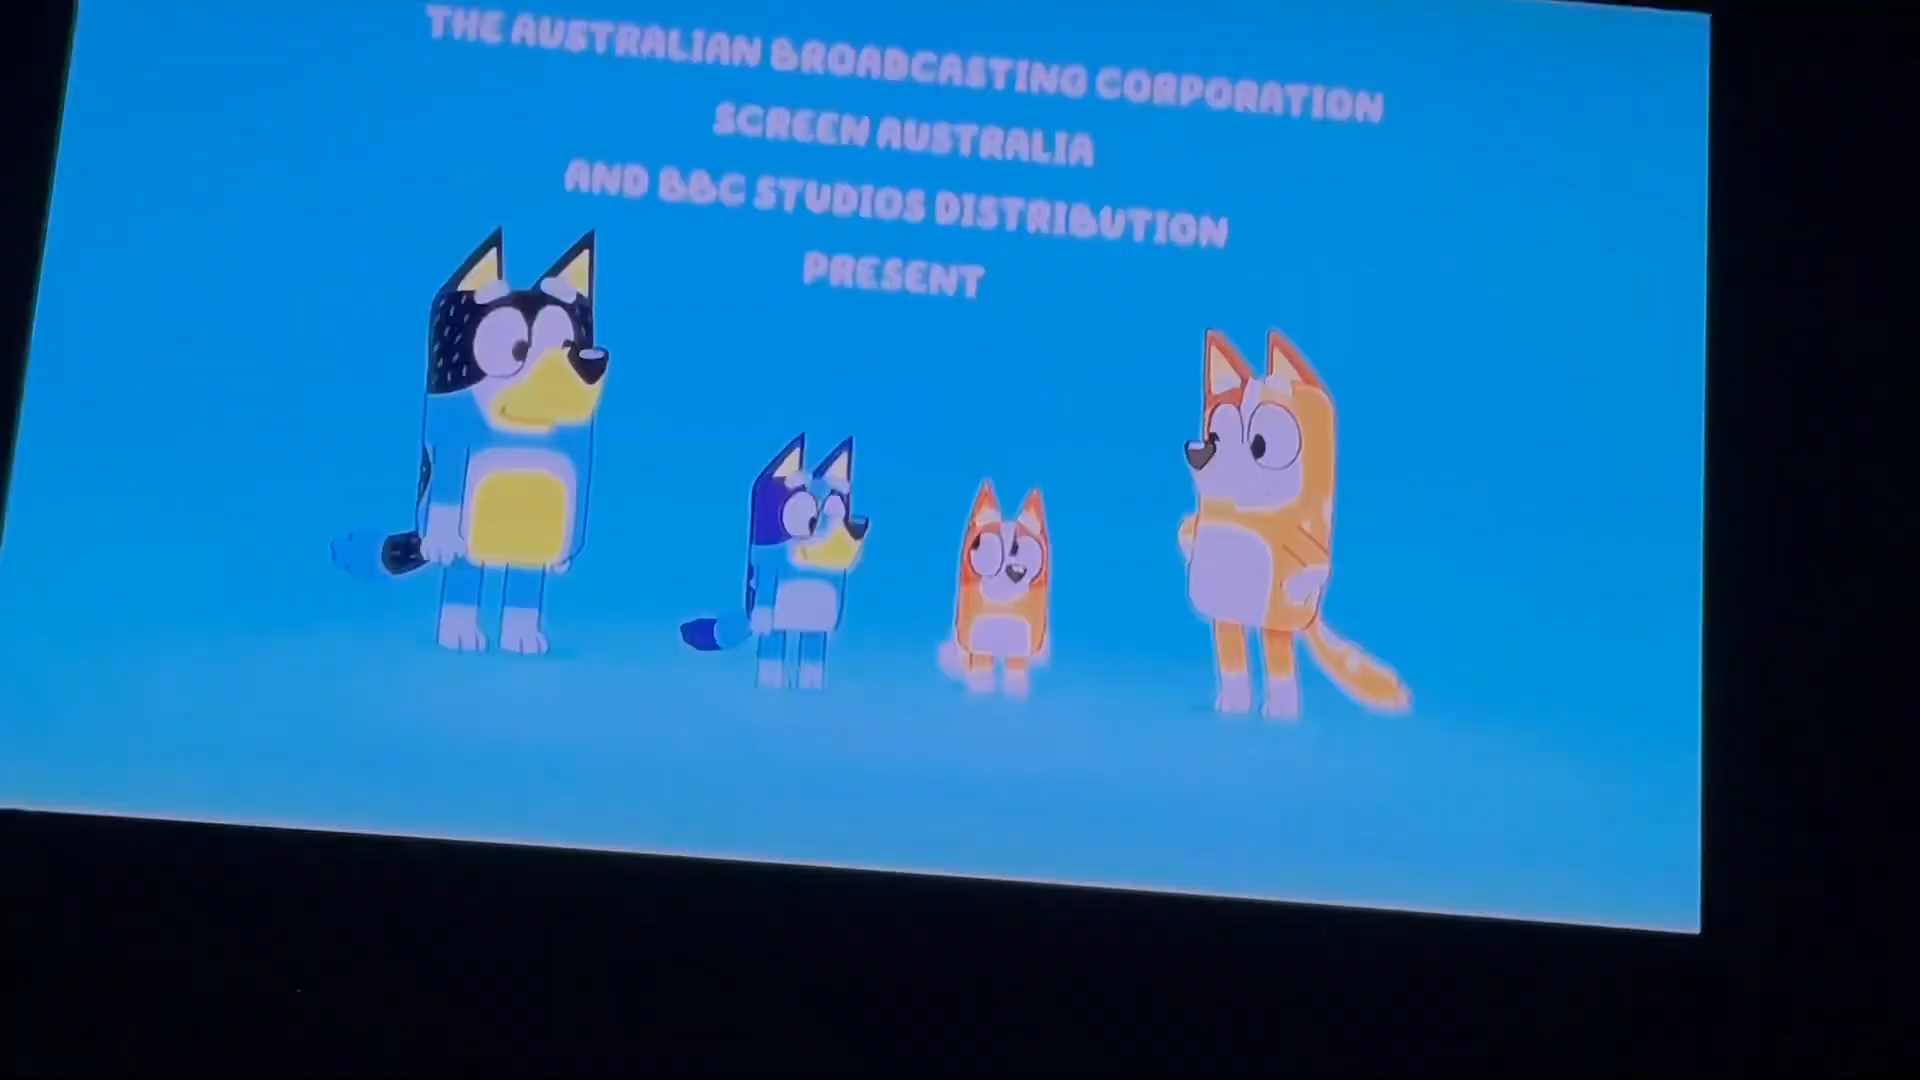 THE AUSTRALIAN BROADCASTING CORPORATION
SCREEN AUSTRALIA
AND BBC STUDIOS DISTRIBUTION
PRESENT